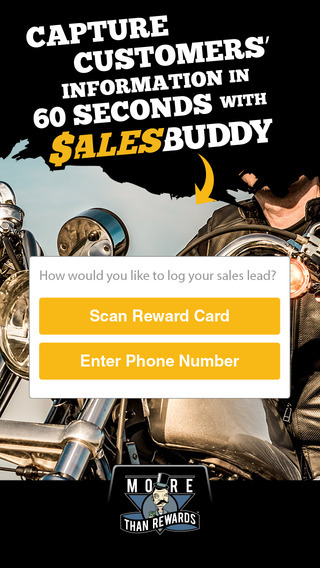 CAPTURE
CUSTOMERS'
INFORMATION IN
60 SECONDS WITH
$ALESBUDDY
How would you like to log your sales lead?
Scan Reward Card
Enter Phone Number
MORE
THAN REWARDS